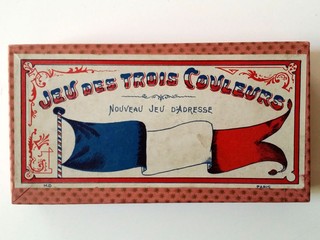 JEU DES TROIS COULEURS
NOUVEAU JEU D'ADRESSE
PARIS